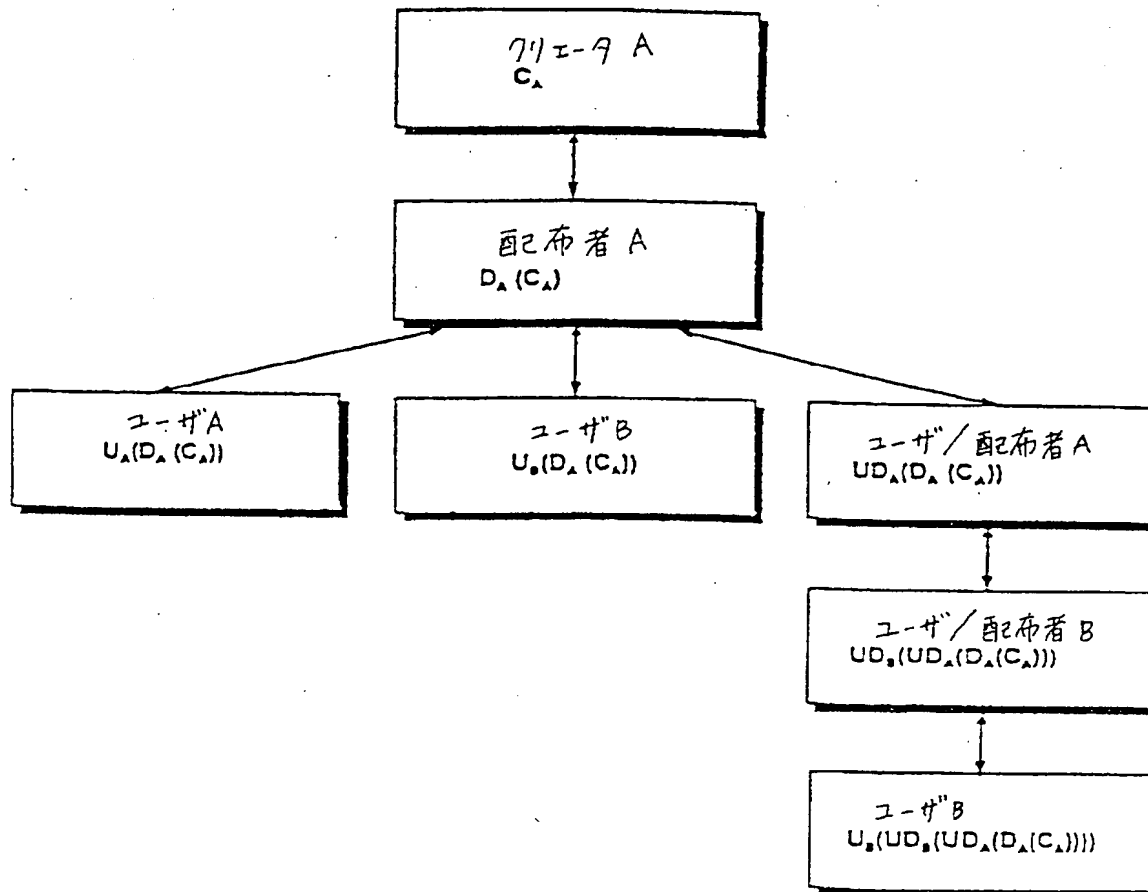 クリエータ A
C_A
配布者 A
D_A (C_A)
ユーザA
U_A(D_A (C_A))
ユーザB
U_B(D_A (C_A))
ユーザ/配布者A
UD_A(D_A (C_A))
ユーザ/配布者B
UD_B(UD_A(D_A(C_A)))
ユーザB
U_B(UD_B(UD_A(D_A(C_A))))